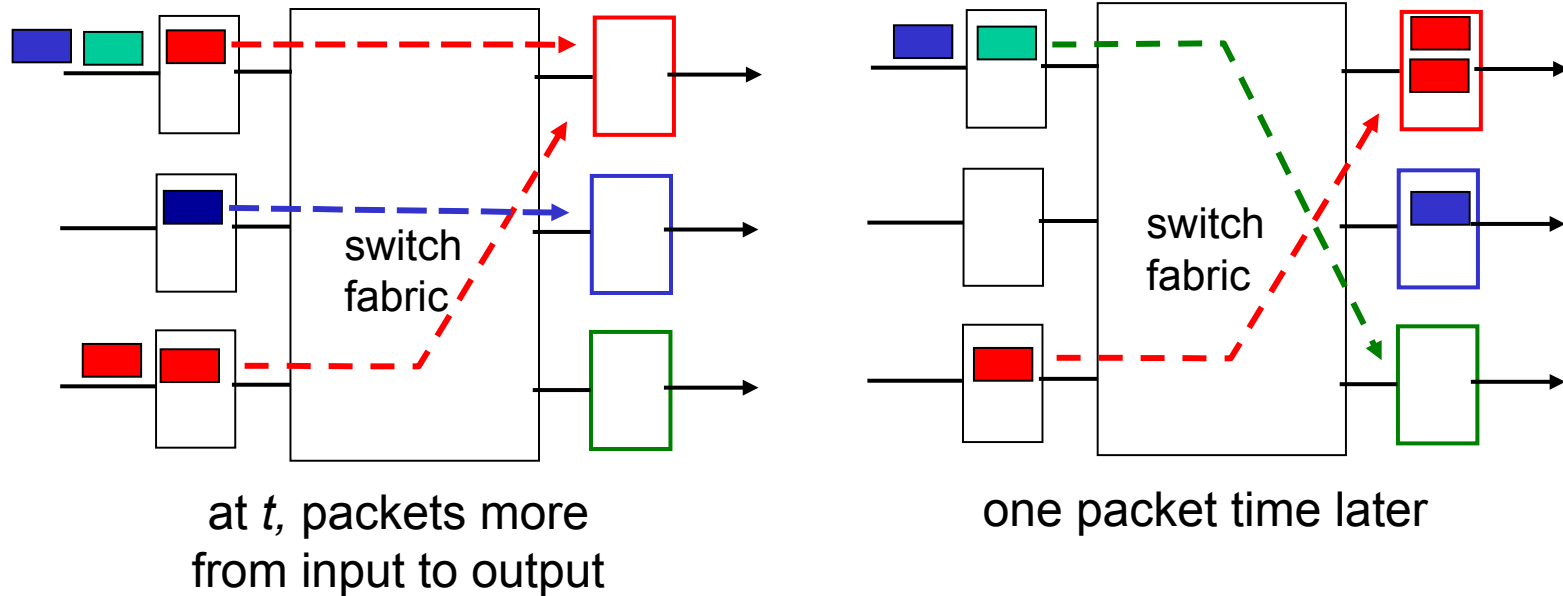 switch
fabric
at t, packets more
from input to output
switch
fabric
one packet time later